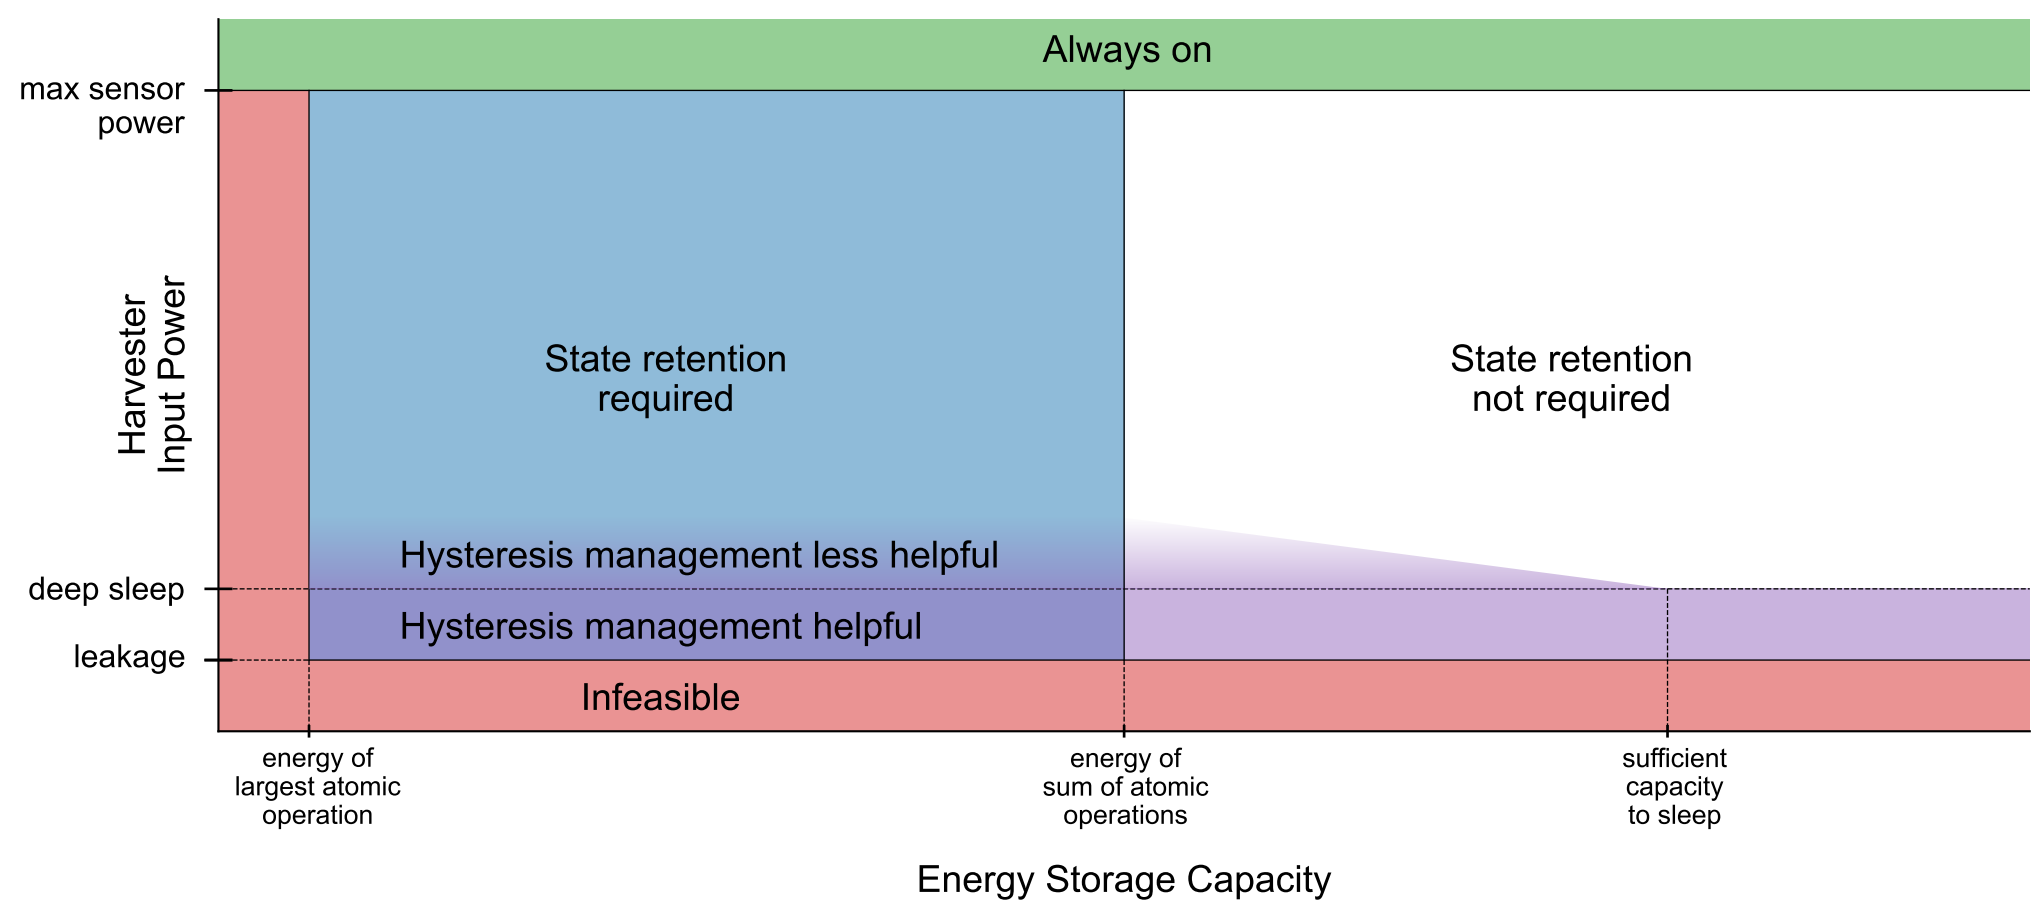 Always on
max sensor
power
Harvester
Input Power
State retention
required
State retention
not required
Hysteresis management less helpful
deep sleep
Hysteresis management helpful
leakage
Infeasible
energy of
largest atomic
operation
energy of
sum of atomic
operations
sufficient
capacity
to sleep
Energy Storage Capacity